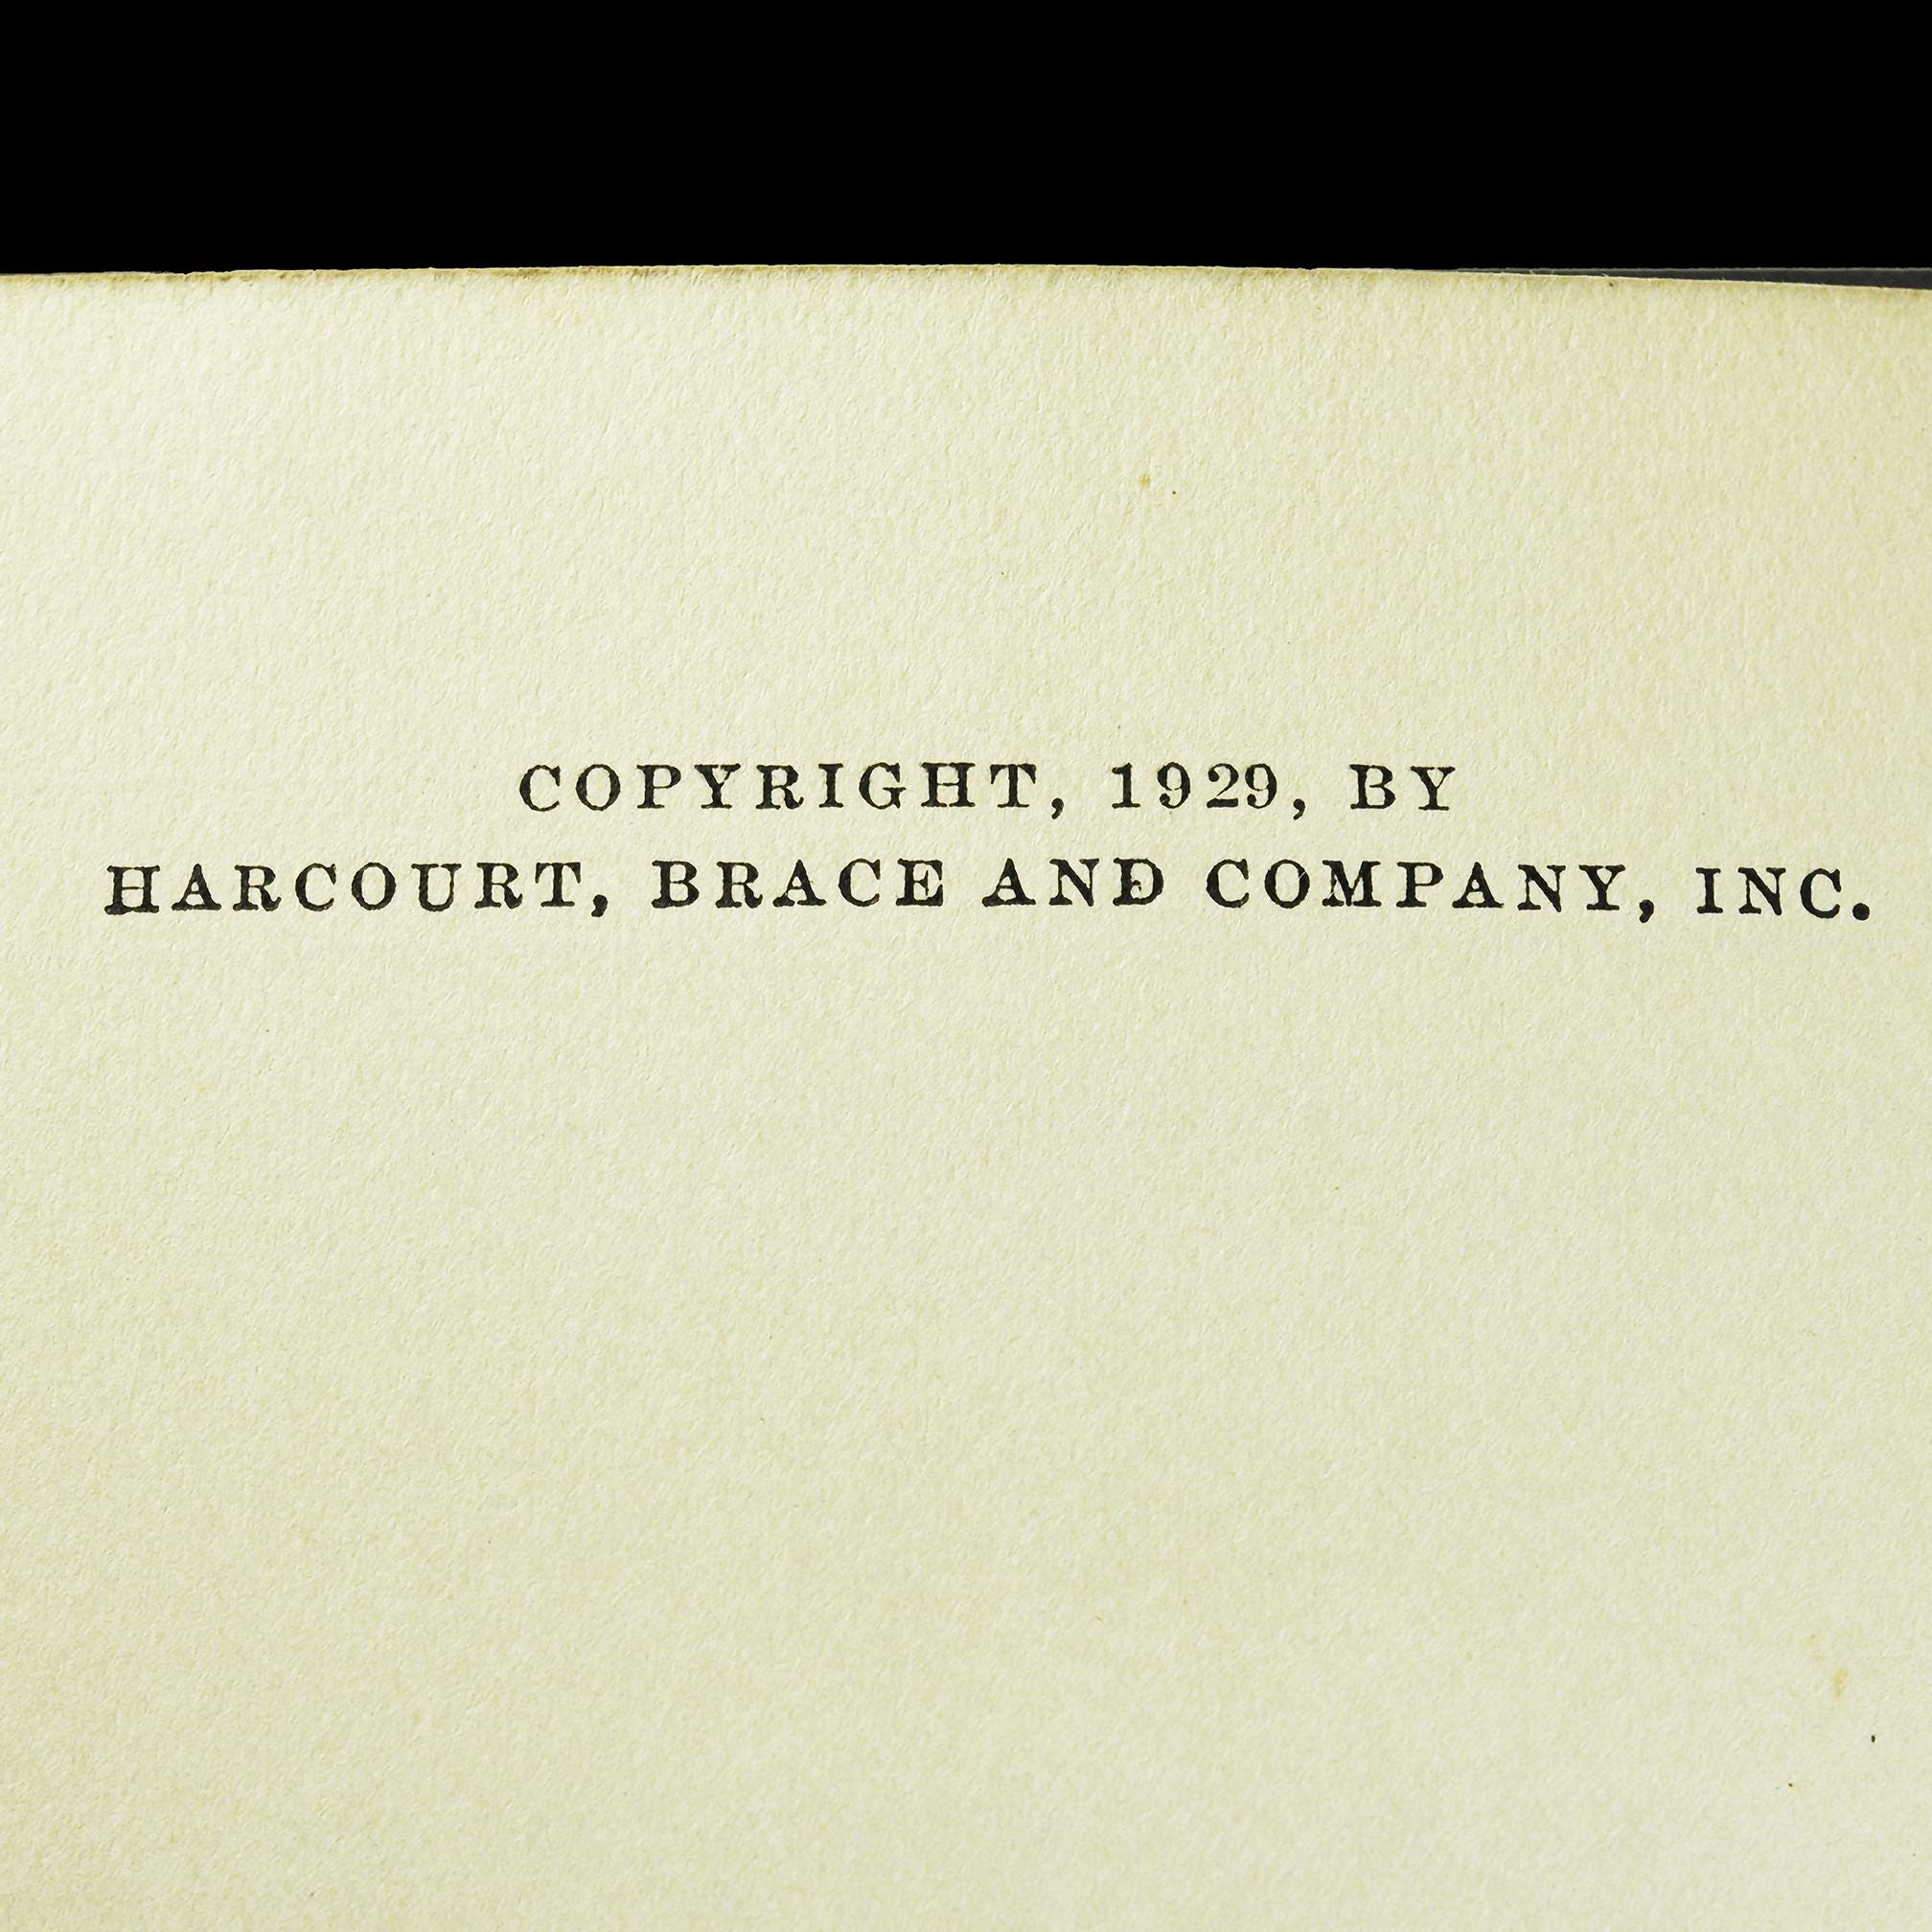 COPYRIGHT, 1929, BY
HARCOURT, BRACE AND COMPANY, INC.